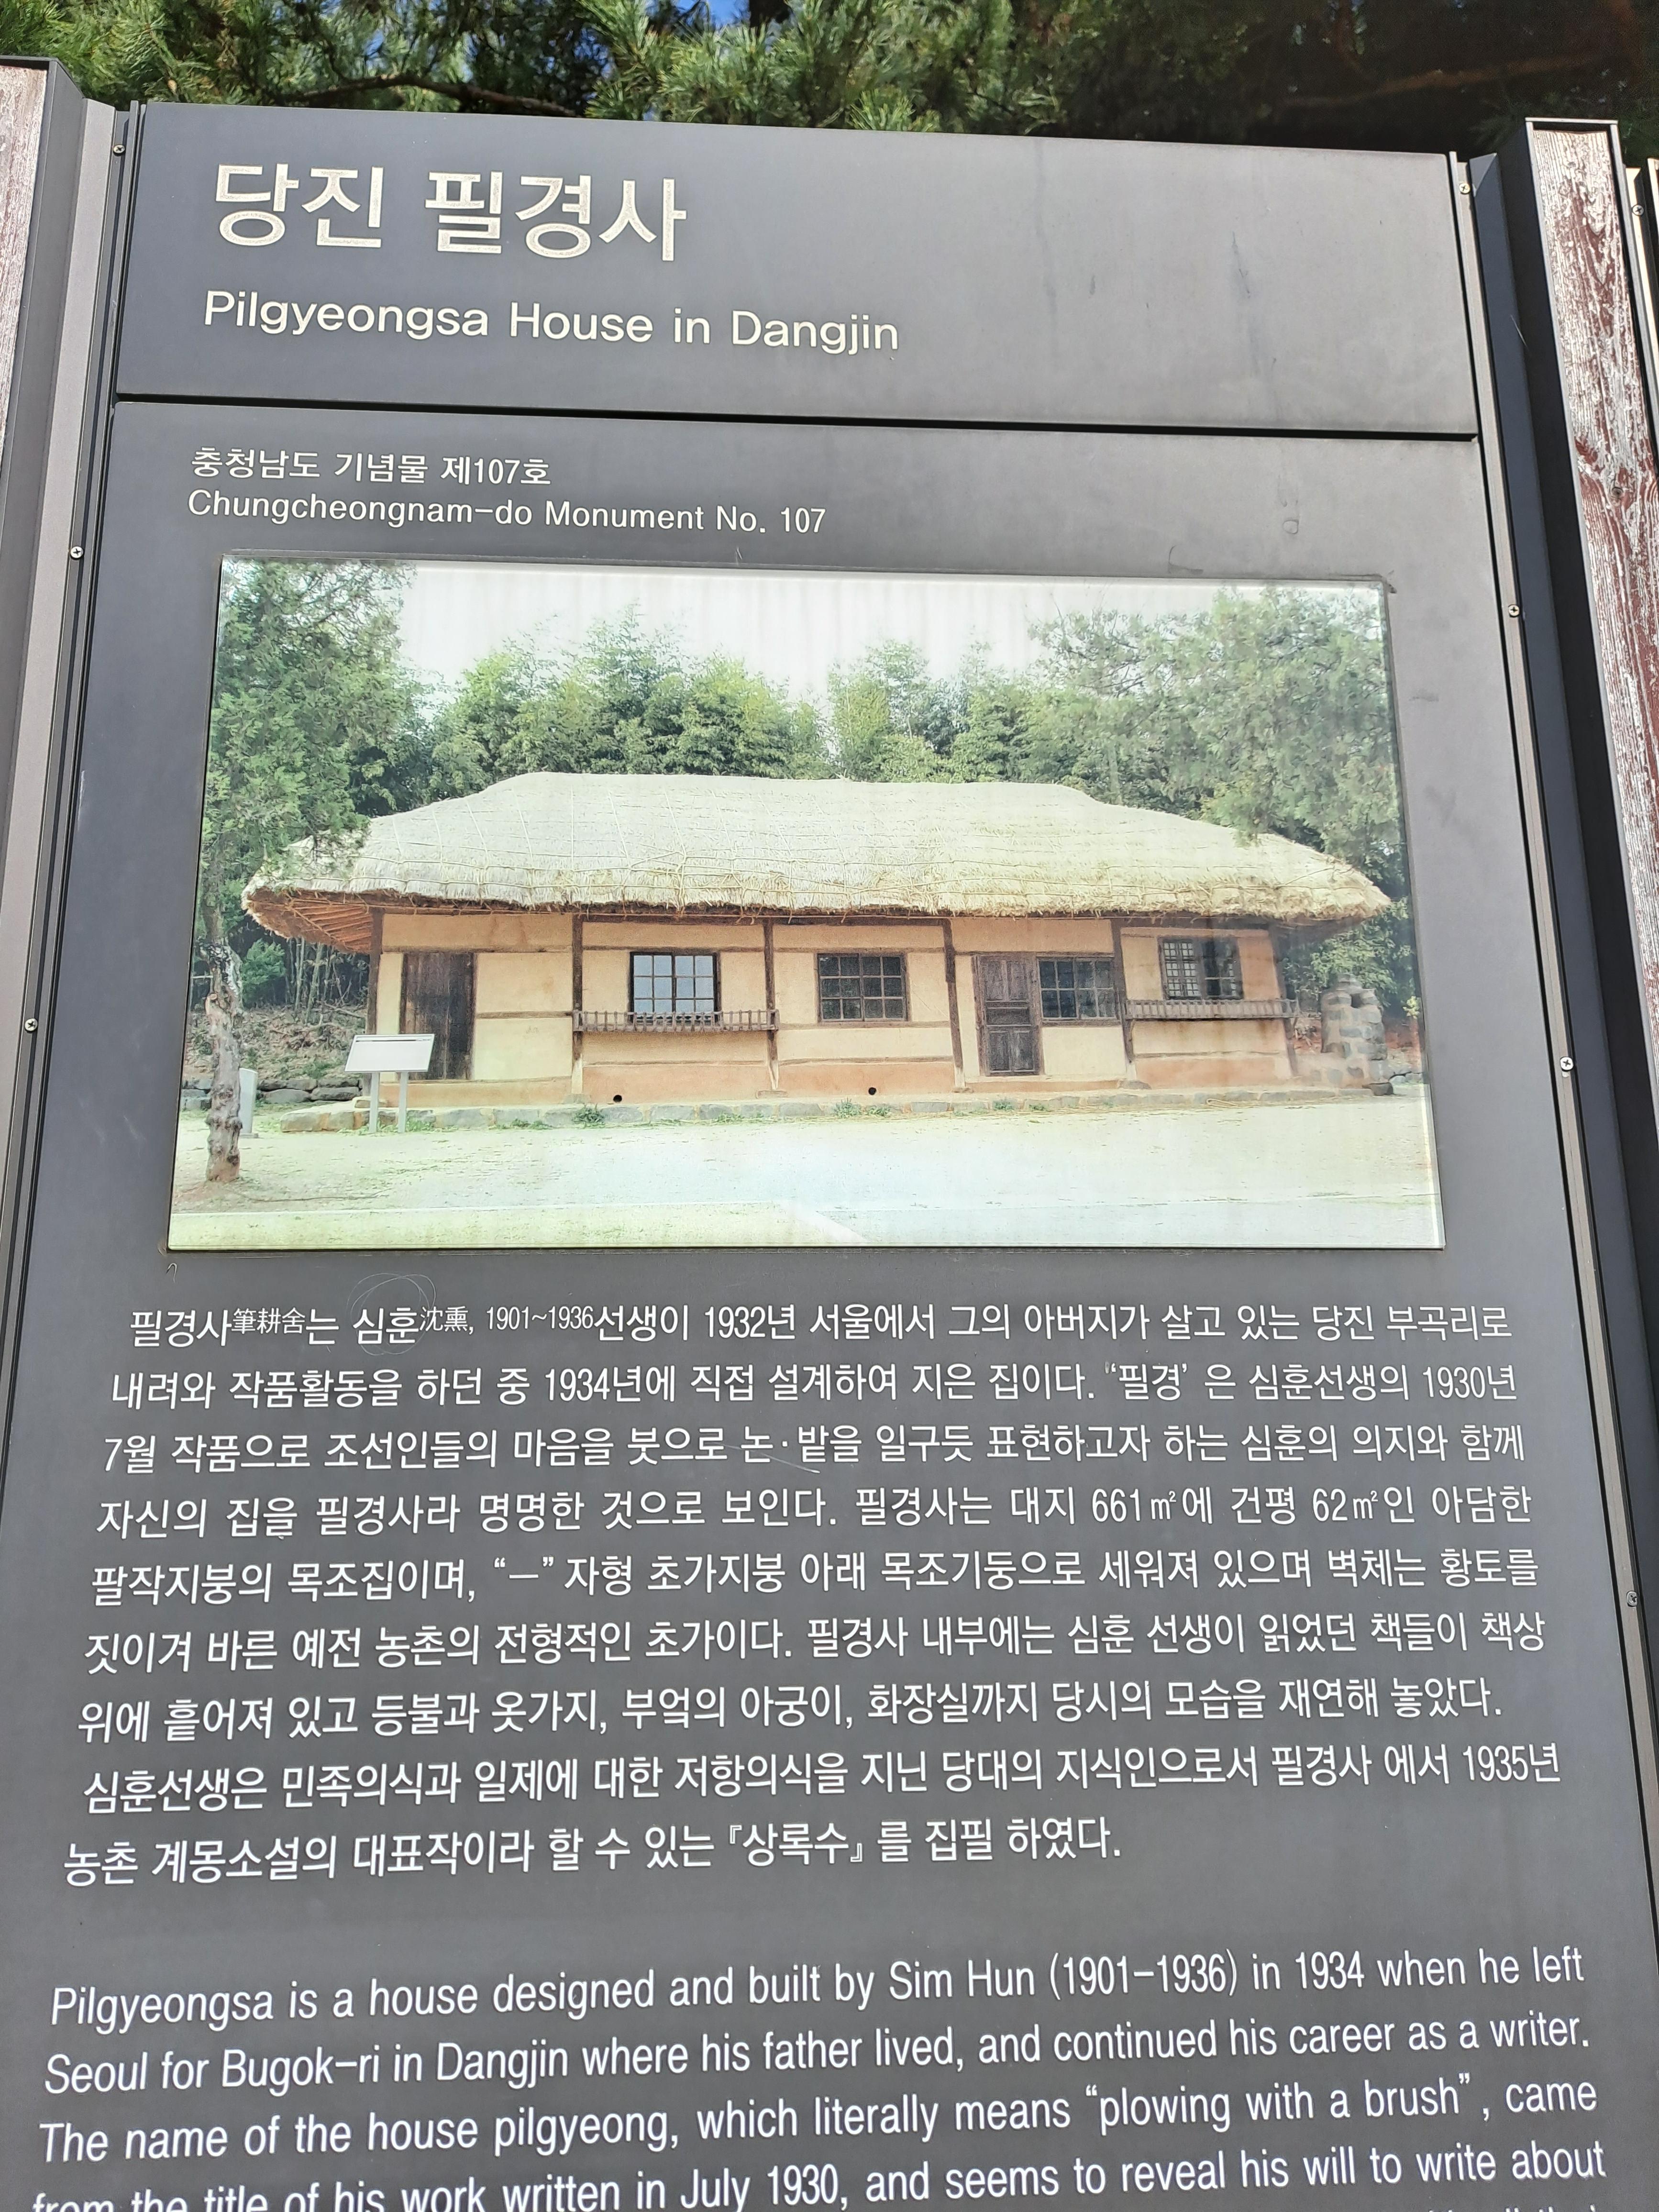 당진 필경사
Pilgyeongsa House in Dangjin
충청남도 기념물 제107호
Chungcheongnam-do Monument No. 107
필경사筆耕舍는 심훈沈熏, 1901~1936선생이 1932년 서울에서 그의 아버지가 살고 있는 당진 부곡리로
내려와 작품활동을 하던 중 1934년에 직접 설계하여 지은 집이다. ‘필경’ 은 심훈선생의 1930년
7월 작품으로 조선인들의 마음을 붓으로 논·밭을 일구듯 표현하고자 하는 심훈의 의지와 함께
자신의 집을 필경사라 명명한 것으로 보인다. 필경사는 대지 661㎡에 건평 62㎡인 아담한
팔작지붕의 목조집이며, “ㅡ” 자형 초가지붕 아래 목조기둥으로 세워져 있으며 벽체는 황토를
짓이겨 바른 예전 농촌의 전형적인 초가이다. 필경사 내부에는 심훈 선생이 읽었던 책들이 책상
위에 흩어져 있고 등불과 옷가지, 부엌의 아궁이, 화장실까지 당시의 모습을 재연해 놓았다.
심훈선생은 민족의식과 일제에 대한 저항의식을 지닌 당대의 지식인으로서 필경사 에서 1935년
농촌 계몽소설의 대표작이라 할 수 있는 『상록수』 를 집필 하였다.
Pilgyeongsa is a house designed and built by Sim Hun (1901-1936) in 1934 when he left
Seoul for Bugok-ri in Dangjin where his father lived, and continued his career as a writer.
The name of the house pilgyeong, which literally means “plowing with a brush” , came
from the title of his work written in July 1930, and seems to reveal his will to write about